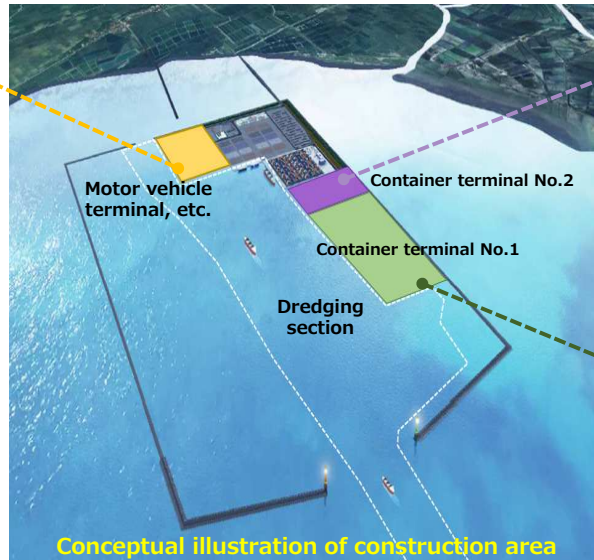 Motor vehicle
terminal, etc.
Container terminal No.2
Container terminal No.1
Dredging
section
Conceptual illustration of construction area